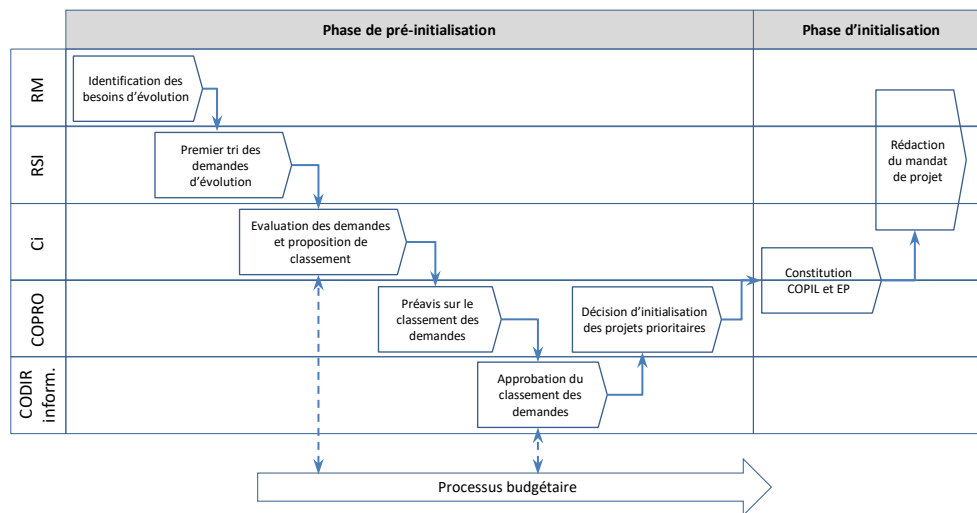 Phase de pré-initialisation
Phase d’initialisation
RM
Identification des
besoins d’évolution
RSI
Premier tri des
demandes
d’évolution
Rédaction
du mandat
de projet
Ci
Evaluation des demandes
et proposition de
classement
Constitution
COPIL et EP
COPRO
Préavis sur le
classement des
demandes
Décision d’initialisation
des projets prioritaires
CODIR
inform.
Approbation du
classement des
demandes
Processus budgétaire